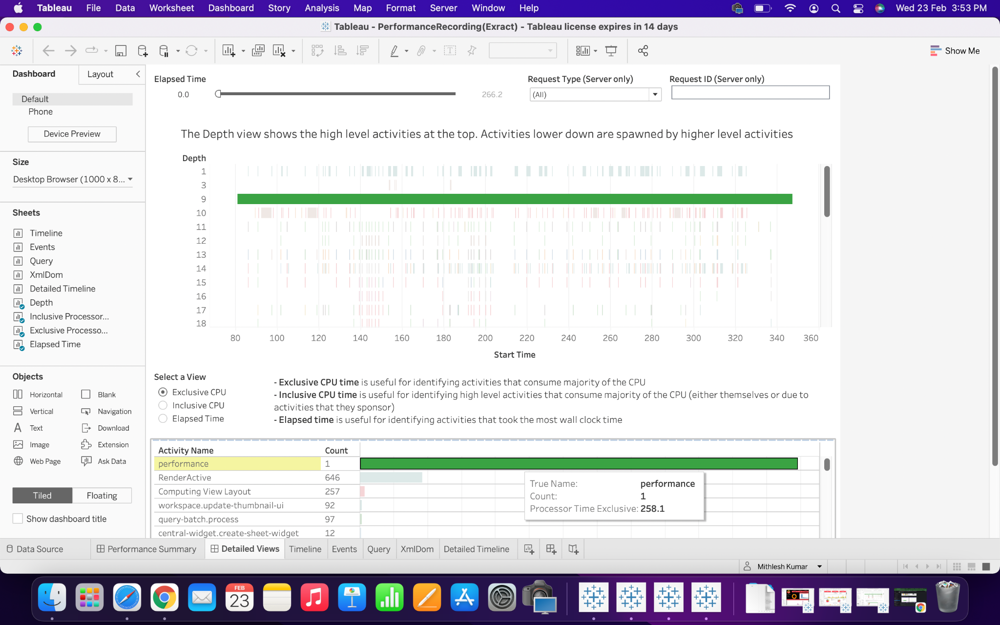 Tableau File Data Worksheet Dashboard Story Analysis Map Format Server Window Help Wed 23 Feb 3:53 PM
Tableau - PerformanceRecording(Exract) - Tableau license expires in 14 days
Show Me
Dashboard Layout
Default
Phone
Device Preview
Size
Desktop Browser (1000 x 8...
Sheets
Timeline
Events
Query
XmlDom
Detailed Timeline
Depth
Inclusive Processor...
Exclusive Processo...
Elapsed Time
Objects
Horizontal Blank
Vertical Navigation
Text Download
Image Extension
Web Page Ask Data
Tiled Floating
Show dashboard title
Elapsed Time Request Type (Server only) Request ID (Server only)
0.0 266.2 (All)
The Depth view shows the high level activities at the top. Activities lower down are spawned by higher level activities
Depth
1
3
9
10
11
12
13
14
15
16
17
18
80 100 120 140 160 180 200 220 240 260 280 300 320 340 360
Start Time
Select a View
Exclusive CPU
Inclusive CPU
Elapsed Time
- Exclusive CPU time is useful for identifying activities that consume majority of the CPU
- Inclusive CPU time is useful for identifying high level activities that consume majority of the CPU (either themselves or due to
activities that they sponsor)
- Elapsed time is useful for identifying activities that took the most wall clock time
Activity Name Count
performance 1
RenderActive 646
Computing View Layout 257
workspace.update-thumbnail-ui 92
query-batch.process 97
central-widget.create-sheet-widget 12
True Name: performance
Count: 1
Processor Time Exclusive: 258.1
Data Source Performance Summary Detailed Views Timeline Events Query XmlDom Detailed Timeline
Mithlesh Kumar
FEB
23